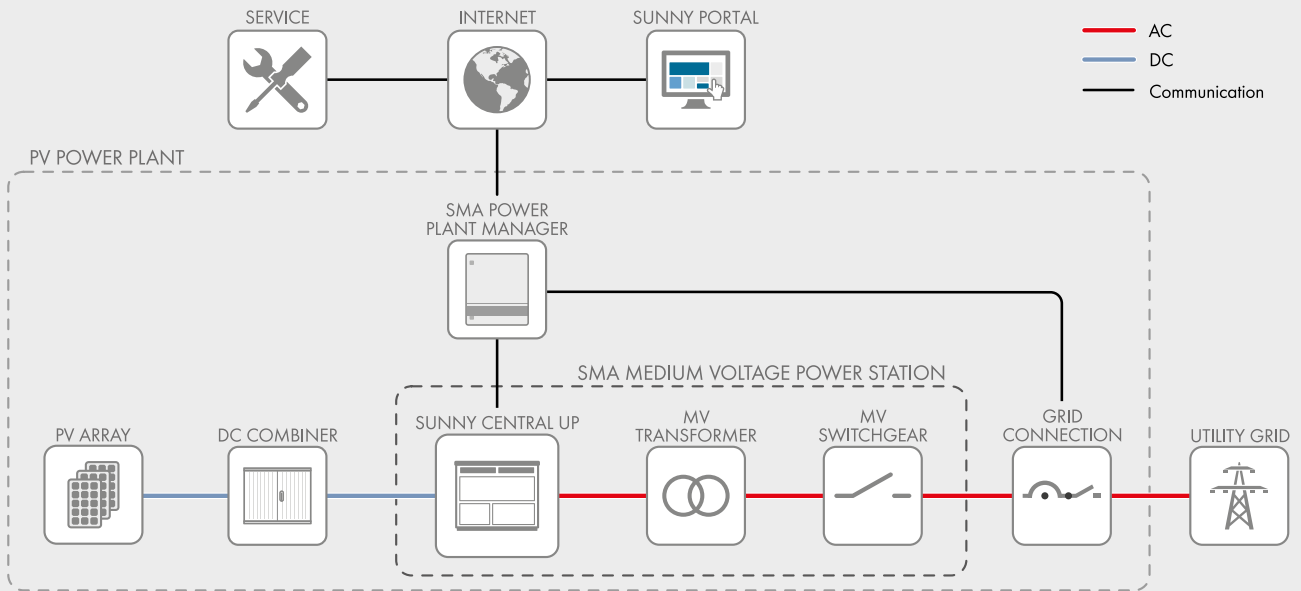 SERVICE
INTERNET
SUNNY PORTAL
AC
DC
Communication
PV POWER PLANT
SMA POWER
PLANT MANAGER
SMA MEDIUM VOLTAGE POWER STATION
PV ARRAY
DC COMBINER
SUNNY CENTRAL UP
MV
TRANSFORMER
MV
SWITCHGEAR
GRID
CONNECTION
UTILITY GRID